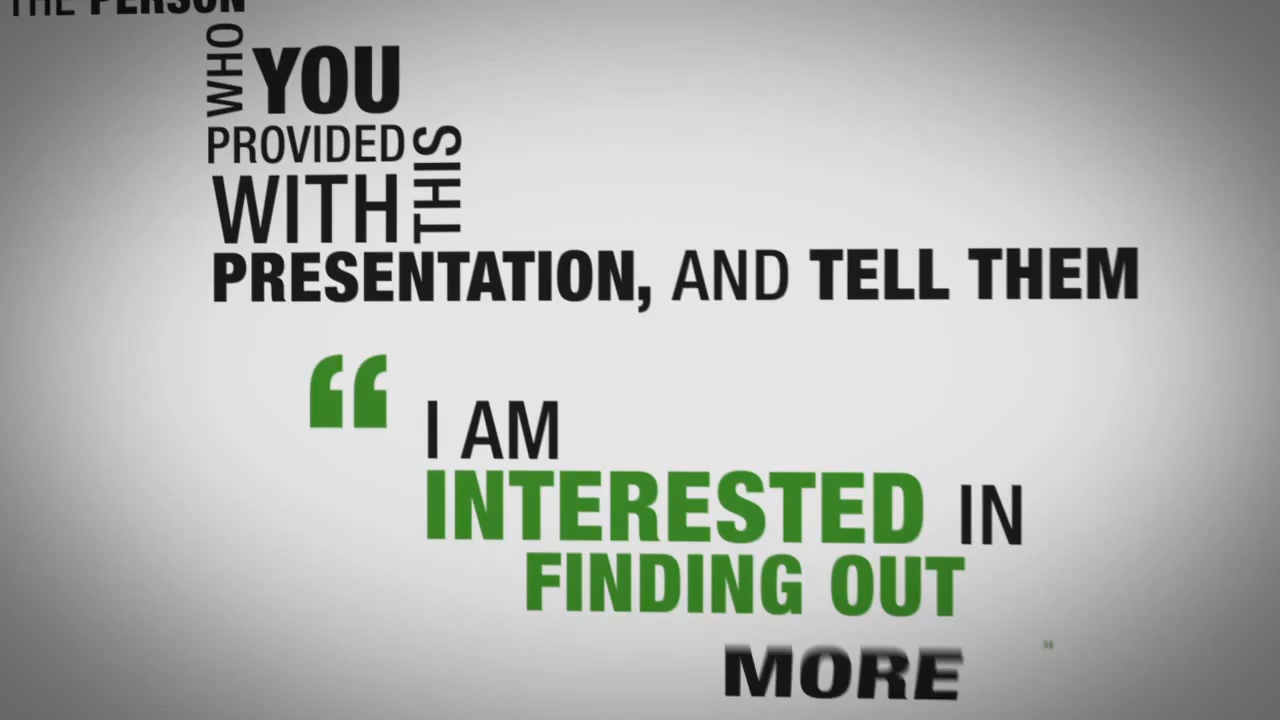 THE PERSON
WHO
YOU
PROVIDED
WITH
THIS
PRESENTATION, AND TELL THEM
“
I AM
INTERESTED IN
FINDING OUT
MORE
"